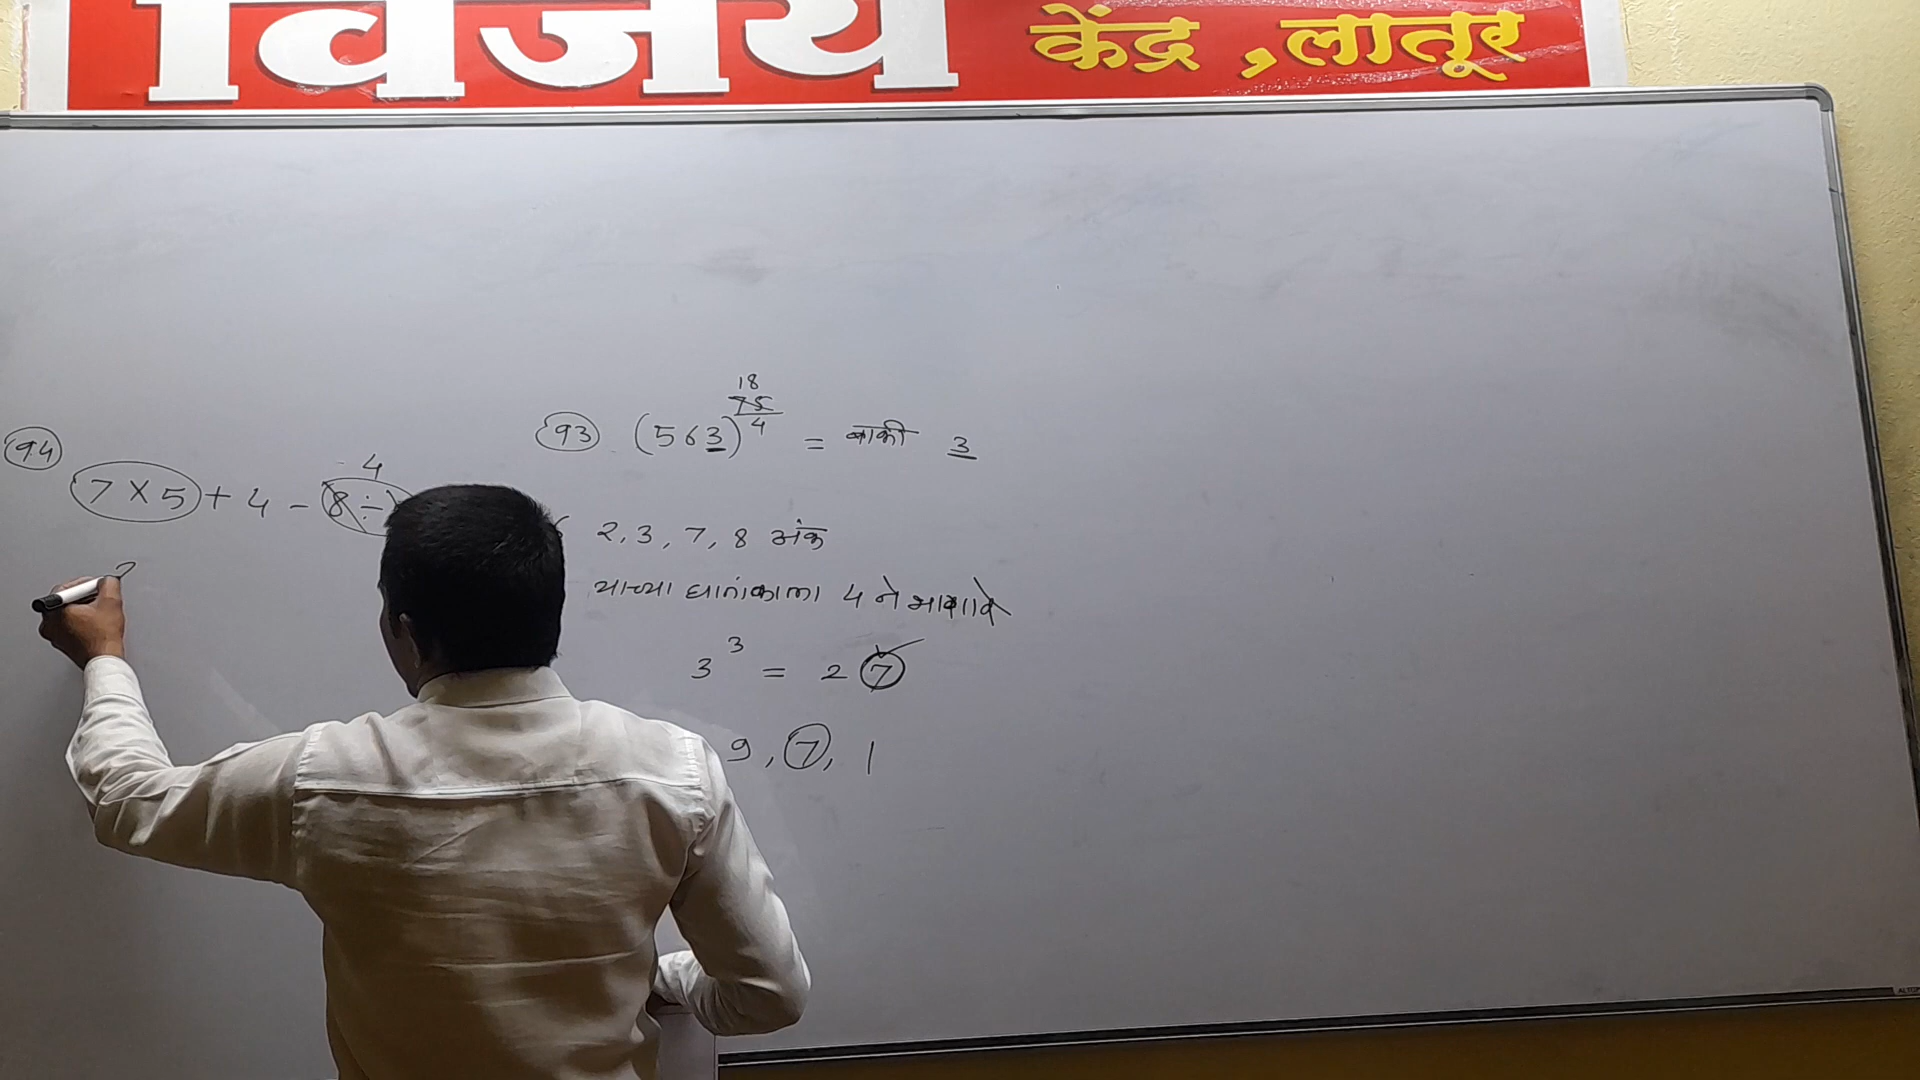 विजय केंद्र, लातूर
94
7 × 5 + 4 - 8 ÷
4
93 (563) 75/4 = बाकी 3
18
2, 3, 7, 8 अंक
याच्या घातांकाला 4 ने भागावे
3^3 = 27
9, 7, 1